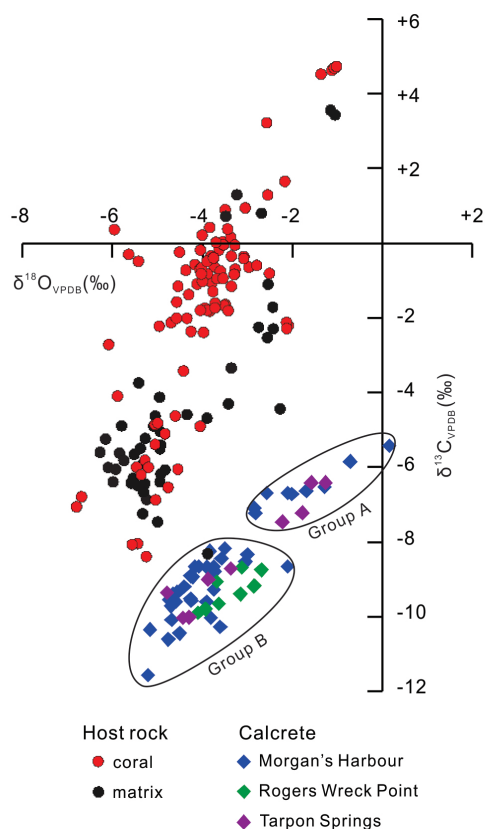 +6
+4
+2
-8 -6 -4 -2 +2
δ18OVPDB(‰)
-2
-4
δ13CVPDB(‰)
-6
Group A
-8
-10
Group B
-12
Host rock Calcrete
coral Morgan's Harbour
matrix Rogers Wreck Point
Tarpon Springs